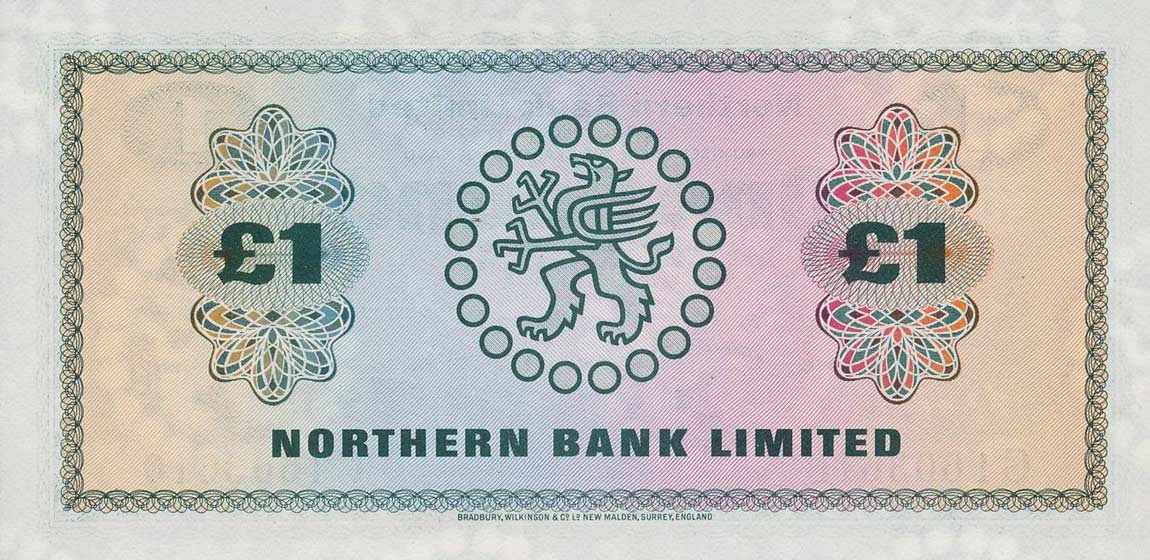 £1 £1
NORTHERN BANK LIMITED
BRADBURY, WILKINSON & Cº Lº NEW MALDEN, SURREY, ENGLAND